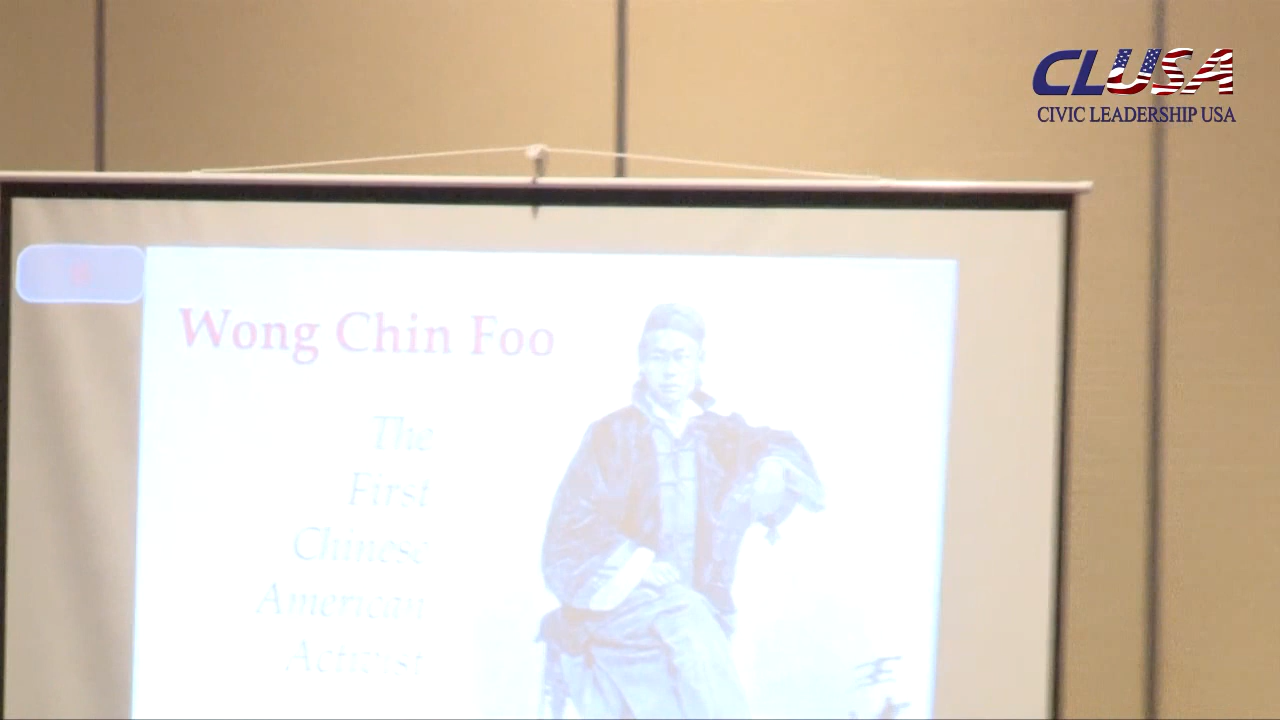 CLUSA
CIVIC LEADERSHIP USA
Wong Chin Foo
The
First
Chinese
American
Activist